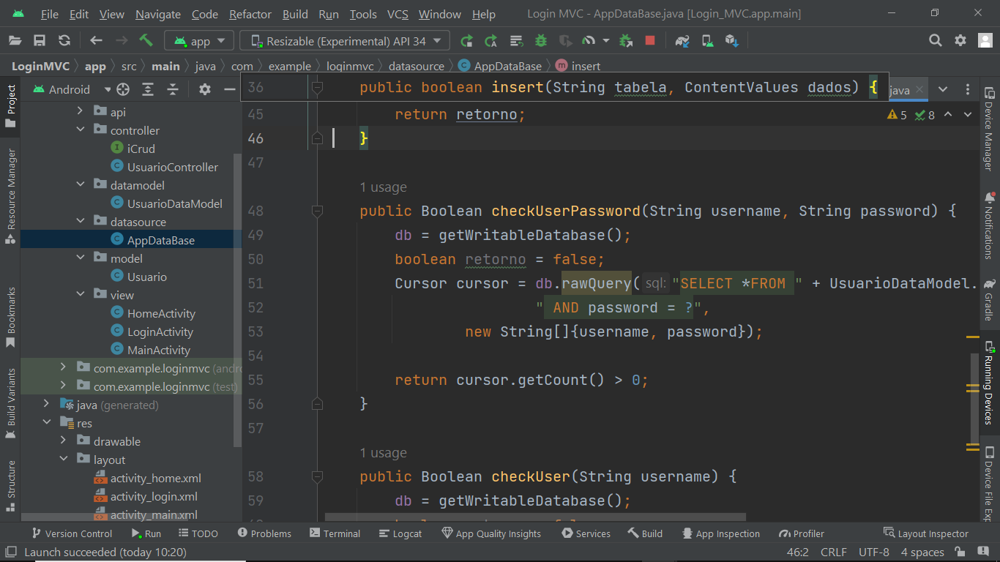 File Edit View Navigate Code Refactor Build Run Tools VCS Window Help Login MVC - AppDataBase.java [Login_MVC.app.main]
app Resizable (Experimental) API 34
LoginMVC app src main java com example loginmvc datasource AppDataBase insert
Project
Resource Manager
Bookmarks
Build Variants
Structure
Android
api
controller
iCrud
UsuarioController
datamodel
UsuarioDataModel
datasource
AppDataBase
model
Usuario
view
HomeActivity
LoginActivity
MainActivity
com.example.loginmvc (andro
com.example.loginmvc (test)
java (generated)
res
drawable
layout
activity_home.xml
activity_login.xml
activity_main.xml
java
36 public boolean insert(String tabela, ContentValues dados) {
5 8
45 return retorno;
46 }
47
1 usage
48 public Boolean checkUserPassword(String username, String password) {
49 db = getWritableDatabase();
50 boolean retorno = false;
51 Cursor cursor = db.rawQuery( sql: "SELECT *FROM " + UsuarioDataModel.
52 " AND password = ?",
53 new String[]{username, password});
54
55 return cursor.getCount() > 0;
56 }
57
1 usage
58 public Boolean checkUser(String username) {
59 db = getWritableDatabase();
Device Manager
Notifications
Gradle
Running Devices
Device File Exp
Version Control Run TODO Problems Terminal Logcat App Quality Insights Services Build App Inspection Profiler Layout Inspector
Launch succeeded (today 10:20) 46:2 CRLF UTF-8 4 spaces